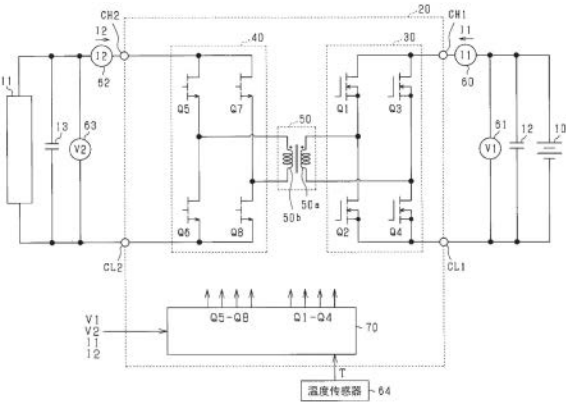 20
CH2
CH1
I2
40
30
I1
I2
I1
11
62
60
Q5
Q7
Q1
Q3
13
63
50
61
12
10
V2
V1
50a
50b
Q6
Q8
Q2
Q4
CL2
CL1
Q5-Q8
Q1-Q4
V1
V2
I1
I2
70
T
温度传感器
64